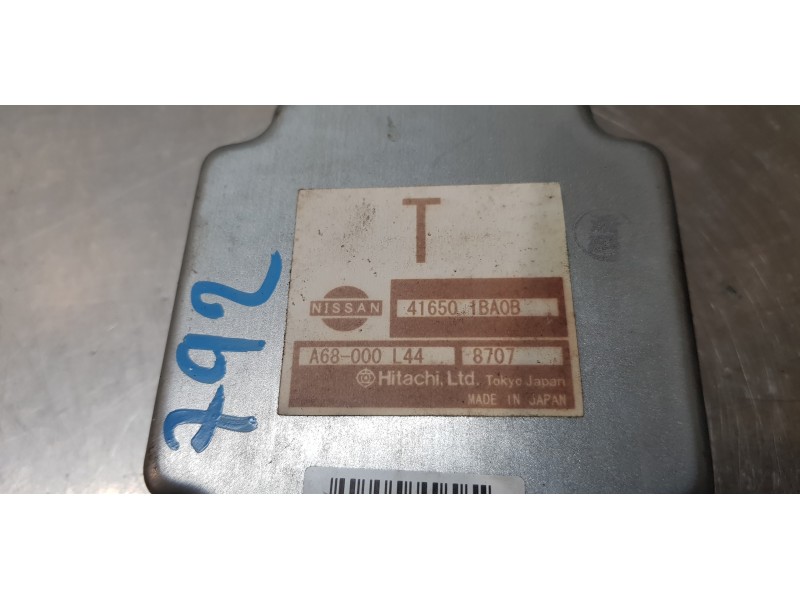 T
NISSAN 41650 1BA0B
A68-000 L44 8707
Hitachi, Ltd. Tokyo Japan
MADE IN JAPAN
792